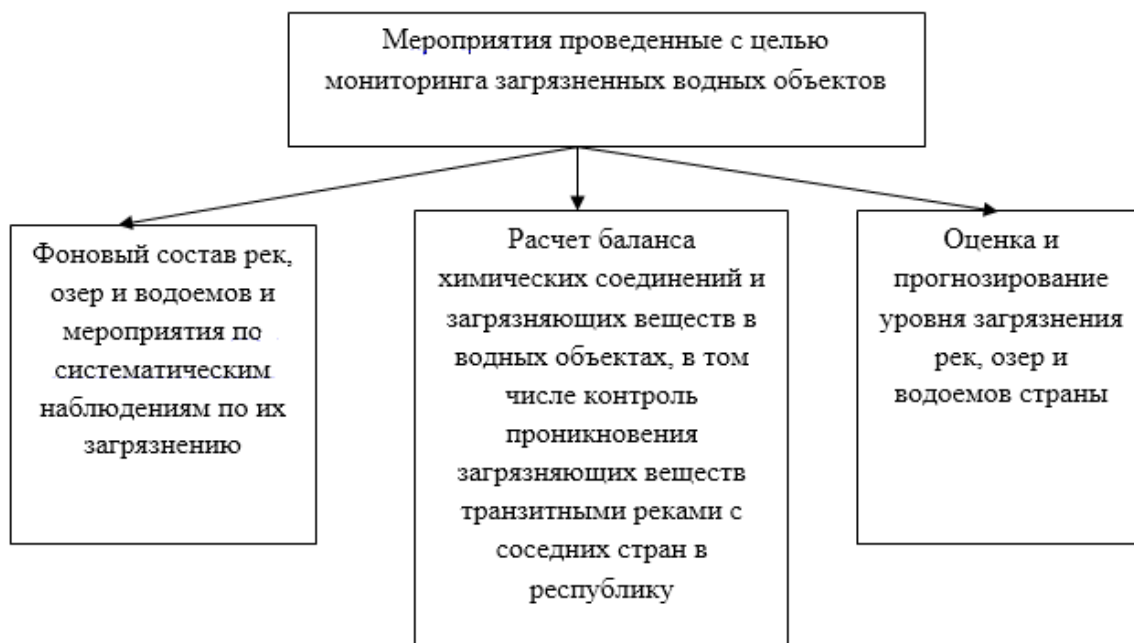 Мероприятия проведенные с целью
мониторинга загрязненных водных объектов
Фоновый состав рек,
озер и водоемов и
мероприятия по
систематическим
наблюдениям по их
загрязнению
Расчет баланса
химических соединений и
загрязняющих веществ в
водных объектах, в том
числе контроль
проникновения
загрязняющих веществ
транзитными реками с
соседних стран в
республику
Оценка и
прогнозирование
уровня загрязнения
рек, озер и
водоемов страны